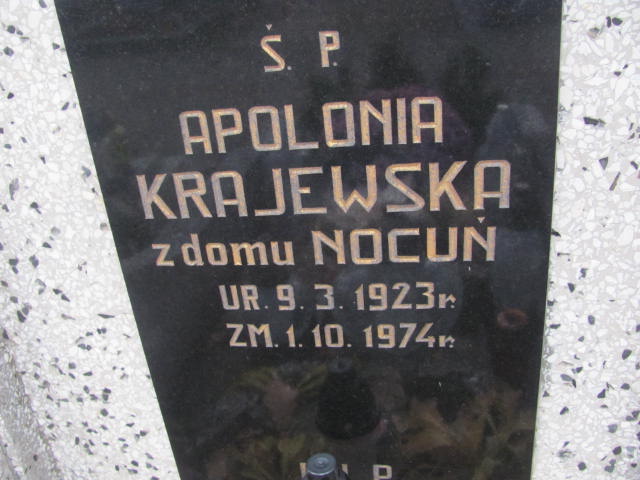 Ś. P.
APOLONIA
KRAJEWSKA
z domu NOCUŃ
UR. 9. 3. 1923 r.
ZM. 1. 10. 1974 r.
P.